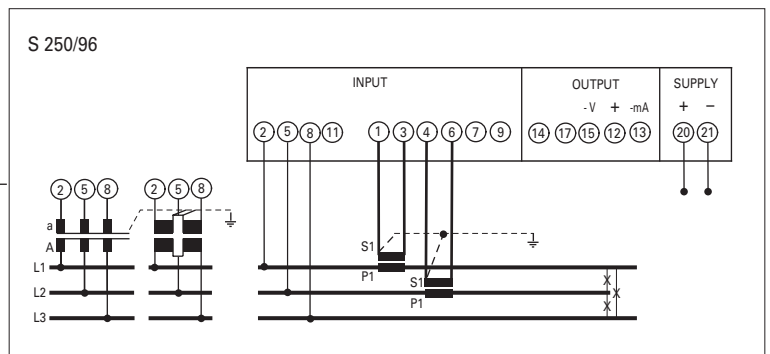 S 250/96
INPUT OUTPUT SUPPLY
- V + -mA + −
2 5 8 11 1 3 4 6 7 9 14 17 15 12 13 20 21
2 5 8 2 5 8
a
A
S1
L1
P1 S1
L2
P1
L3
X
X
X